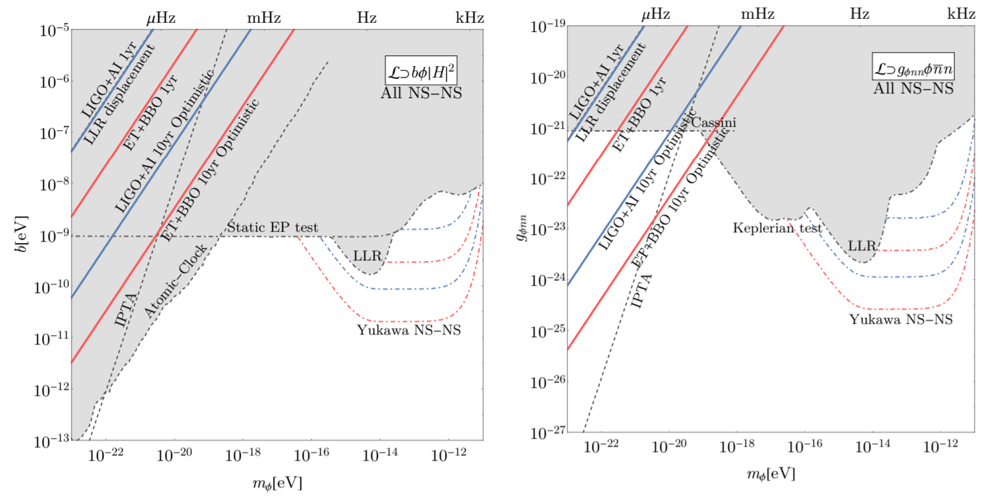 μHz mHz Hz kHz
10⁻⁵
10⁻⁶
10⁻⁷
10⁻⁸
10⁻⁹
10⁻¹⁰
10⁻¹¹
10⁻¹²
10⁻¹³
b[eV]
LIGO+AI 1yr
LLR displacement
ET+BBO 1yr
LIGO+AI 10yr Optimistic
ET+BBO 10yr Optimistic
ℒ⊃bϕ|H|²
All NS−NS
Static EP test
LLR
Atomic−Clock
IPTA
Yukawa NS−NS
10⁻²² 10⁻²⁰ 10⁻¹⁸ 10⁻¹⁶ 10⁻¹⁴ 10⁻¹²
m_ϕ[eV]
μHz mHz Hz kHz
10⁻¹⁹
10⁻²⁰
10⁻²¹
10⁻²²
10⁻²³
10⁻²⁴
10⁻²⁵
10⁻²⁶
10⁻²⁷
g_ϕnn
LIGO+AI 1yr
LLR displacement
ET+BBO 1yr
LIGO+AI 10yr Optimistic
ET+BBO 10yr Optimistic
ℒ⊃g_ϕnnϕn̅n
All NS−NS
Cassini
Keplerian test
LLR
IPTA
Yukawa NS−NS
10⁻²² 10⁻²⁰ 10⁻¹⁸ 10⁻¹⁶ 10⁻¹⁴ 10⁻¹²
m_ϕ[eV]